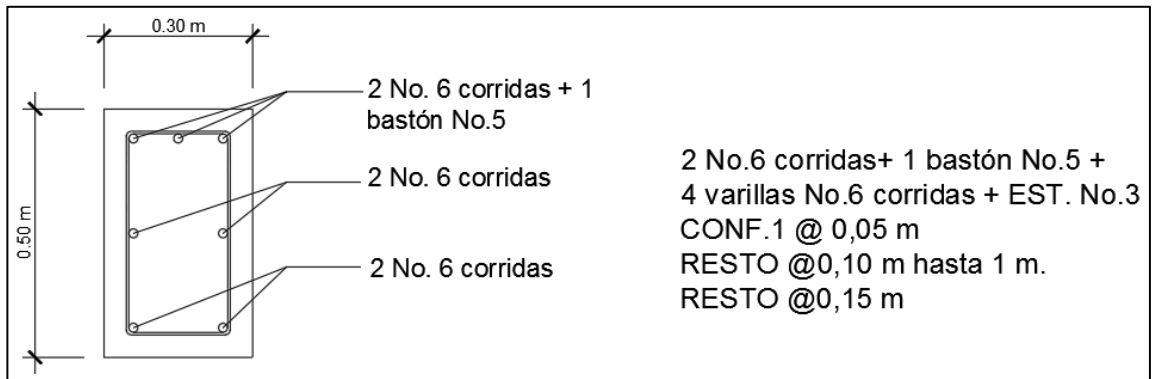 0.30 m
0.50 m
2 No. 6 corridas + 1
bastón No.5
2 No. 6 corridas
2 No. 6 corridas
2 No.6 corridas+ 1 bastón No.5 +
4 varillas No.6 corridas + EST. No.3
CONF.1 @ 0,05 m
RESTO @0,10 m hasta 1 m.
RESTO @0,15 m